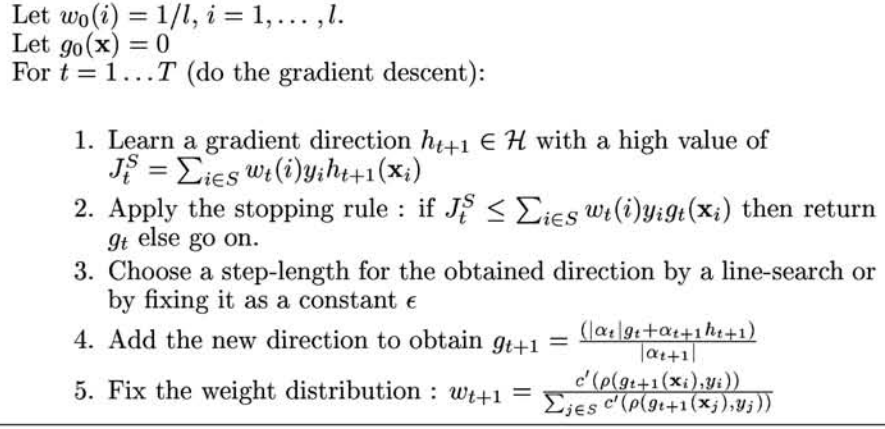 Let w₀(i) = 1/l, i = 1, . . . , l.
Let g₀(x) = 0
For t = 1 . . . T (do the gradient descent):
1. Learn a gradient direction hₜ₊₁ ∈ ℋ with a high value of
J_t^S = ∑_{i∈S} w_t(i)y_i h_{t+1}(x_i)
2. Apply the stopping rule : if J_t^S ≤ ∑_{i∈S} w_t(i)y_i g_t(x_i) then return
g_t else go on.
3. Choose a step-length for the obtained direction by a line-search or
by fixing it as a constant ϵ
4. Add the new direction to obtain g_{t+1} = (|α_t|g_t+α_{t+1}h_{t+1}) / |α_{t+1}|
5. Fix the weight distribution : w_{t+1} = c′(ρ(g_{t+1}(x_i),y_i)) / ∑_{j∈S} c′(ρ(g_{t+1}(x_j),y_j))